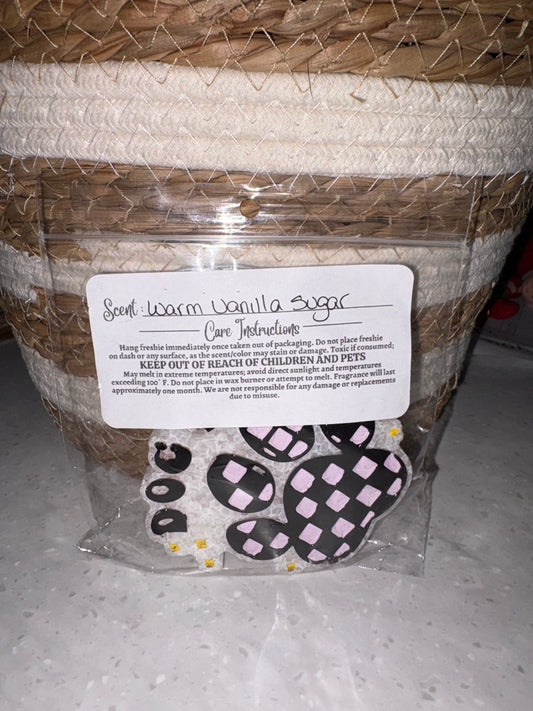 Scent: Warm Vanilla Sugar
Care Instructions
Hang freshie immediately once taken out of packaging. Do not place freshie
on dash or any surface, as the scent/color may stain or damage. Toxic if consumed;
KEEP OUT OF REACH OF CHILDREN AND PETS
May melt in extreme temperatures; avoid direct sunlight and temperatures
exceeding 100° F. Do not place in wax burner or attempt to melt. Fragrance will last
approximately one month. We are not responsible for any damage or replacements
due to misuse.
DOG